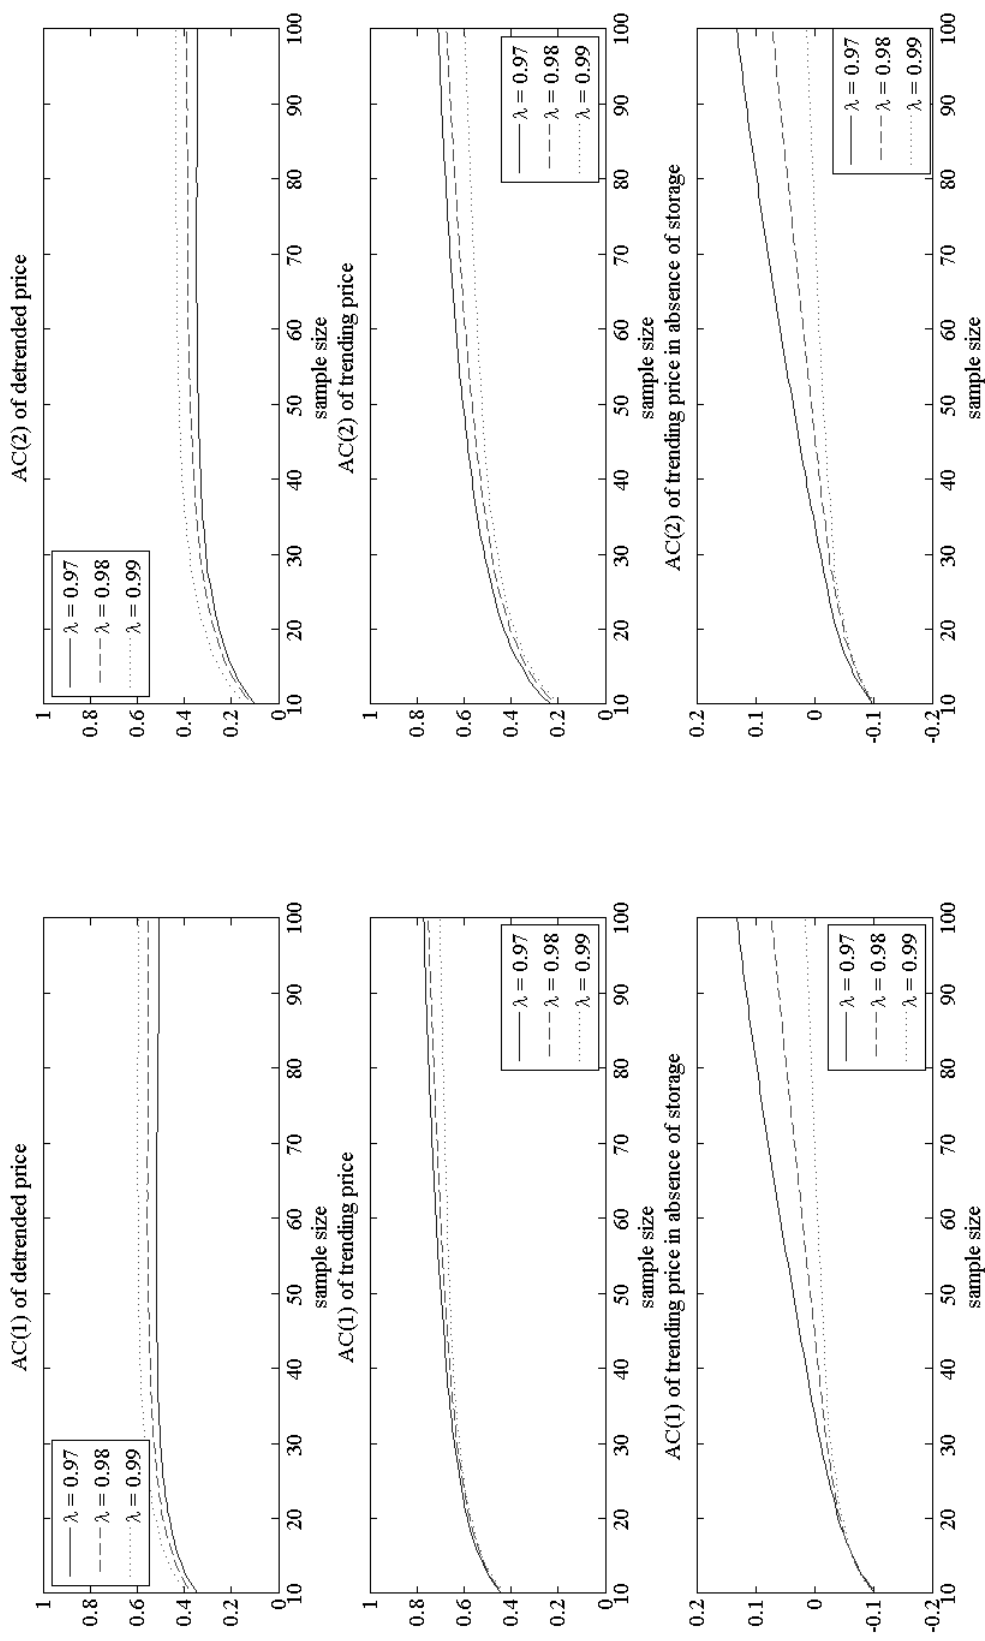 AC(1) of detrended price
1
0.8
0.6
0.4
0.2
0
λ = 0.97
λ = 0.98
λ = 0.99
10 20 30 40 50 60 70 80 90 100
sample size
AC(2) of detrended price
1
0.8
0.6
0.4
0.2
0
λ = 0.97
λ = 0.98
λ = 0.99
10 20 30 40 50 60 70 80 90 100
sample size
AC(1) of trending price
1
0.8
0.6
0.4
0.2
0
λ = 0.97
λ = 0.98
λ = 0.99
10 20 30 40 50 60 70 80 90 100
sample size
AC(2) of trending price
1
0.8
0.6
0.4
0.2
0
λ = 0.97
λ = 0.98
λ = 0.99
10 20 30 40 50 60 70 80 90 100
sample size
AC(1) of trending price in absence of storage
0.2
0.1
0
-0.1
-0.2
λ = 0.97
λ = 0.98
λ = 0.99
10 20 30 40 50 60 70 80 90 100
sample size
AC(2) of trending price in absence of storage
0.2
0.1
0
-0.1
-0.2
λ = 0.97
λ = 0.98
λ = 0.99
10 20 30 40 50 60 70 80 90 100
sample size